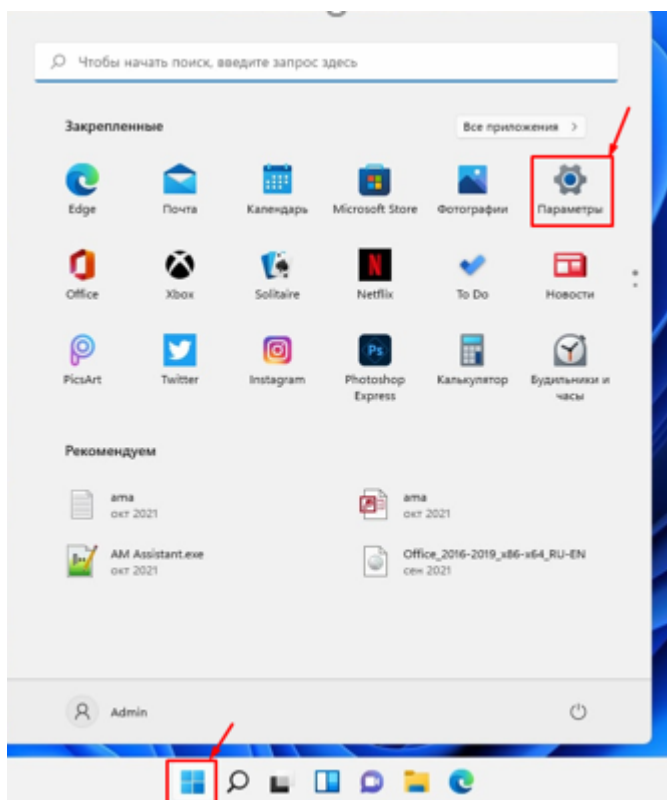 Чтобы начать поиск, введите запрос здесь
Закрепленные
Все приложения >
Edge
Почта
Календарь
Microsoft Store
Фотографии
Параметры
Office
Xbox
Solitaire
Netflix
To Do
Новости
PicsArt
Twitter
Instagram
Photoshop
Express
Калькулятор
Будильники и
часы
Рекомендуем
ama
окт 2021
ama
окт 2021
AM Assistant.exe
окт 2021
Office_2016-2019_x86-x64_RU-EN
сен 2021
Admin